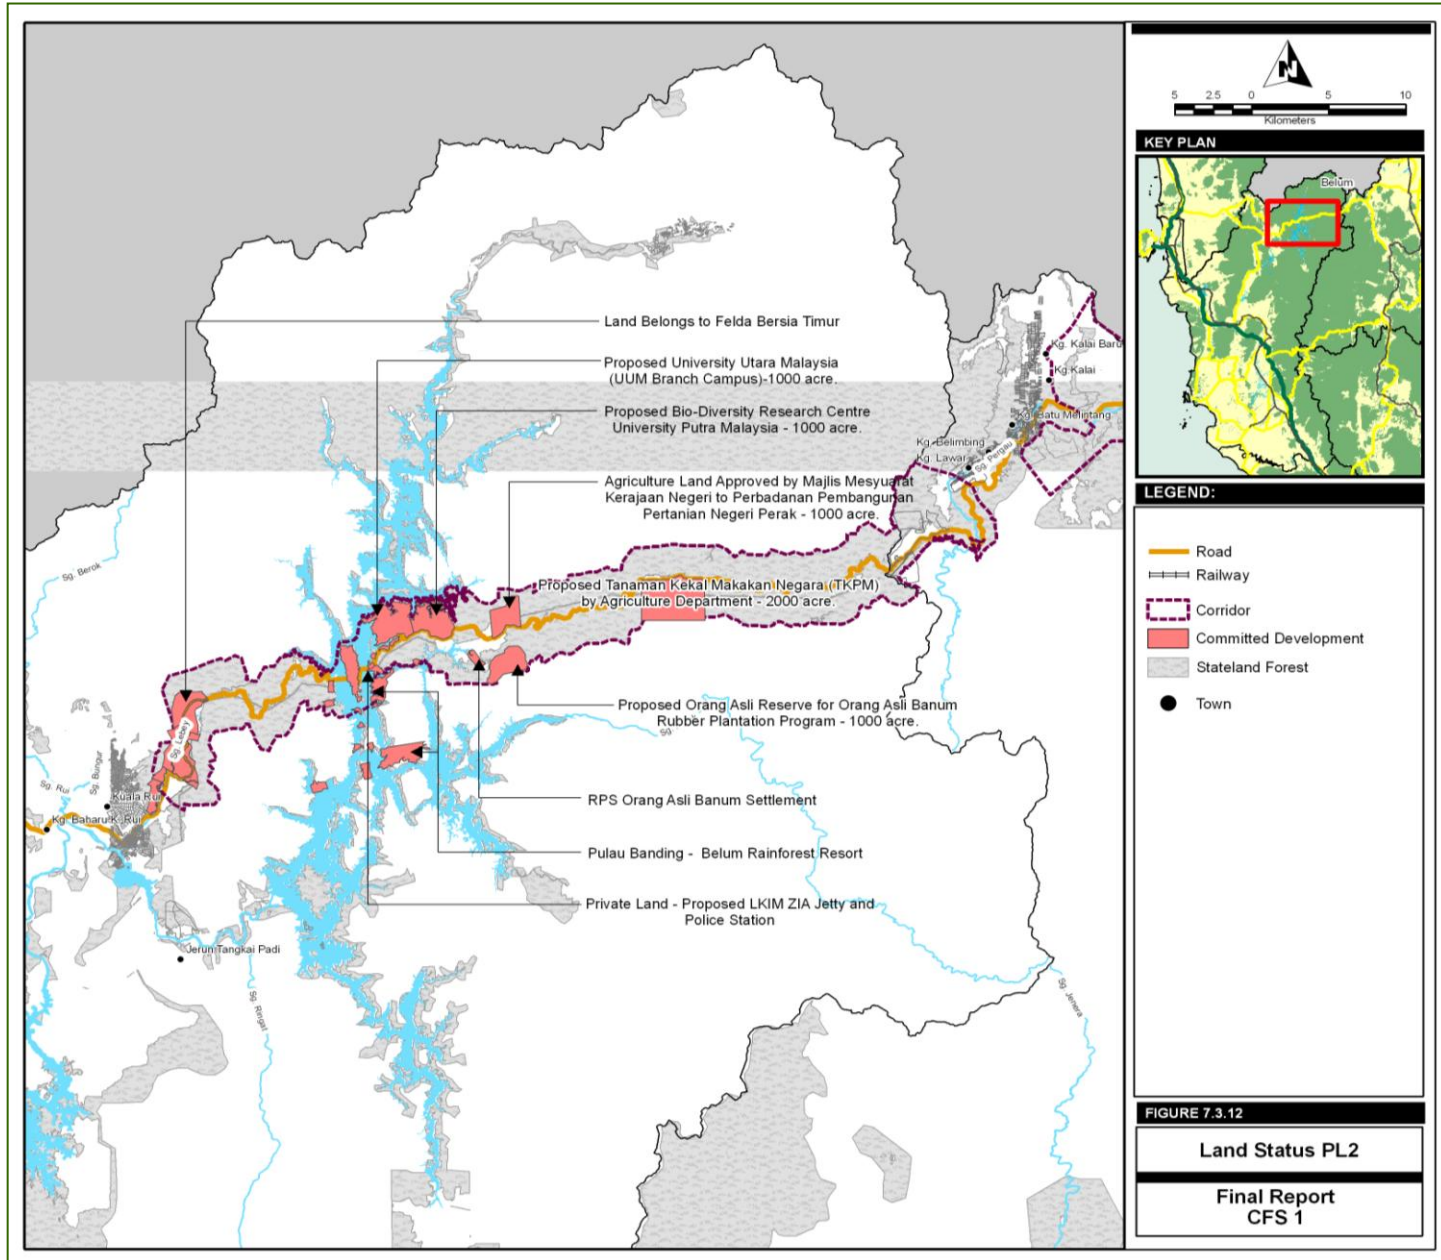 Land Belongs to Felda Bersia Timur
Proposed University Utara Malaysia
(UUM Branch Campus)-1000 acre.
Proposed Bio-Diversity Research Centre
University Putra Malaysia - 1000 acre.
Agriculture Land Approved by Majlis Mesyuarat
Kerajaan Negeri to Perbadanan Pembangunan
Pertanian Negeri Perak - 1000 acre.
Proposed Tanaman Kekal Makakan Negara (TKPM)
by Agriculture Department - 2000 acre.
Proposed Orang Asli Reserve for Orang Asli Banum
Rubber Plantation Program - 1000 acre.
RPS Orang Asli Banum Settlement
Pulau Banding - Belum Rainforest Resort
Private Land - Proposed LKIM ZIA Jetty and
Police Station
Kg. Kalai Baru
Kg.Kalai
Kg. Batu Melintang
Kg. Belimbing
Kg. Lawar
Sg. Pergau
Sg. Berok
Sg. Lebey
Sg. Bungur
Sg. Rui
Kuala Rui
Kg. Baharu K. Rui
Jerun Tangkai Padi
Sg. Ringat
Sg.
Sg. Jenera
N
5 2.5 0 5 10
Kilometers
KEY PLAN
Belum
LEGEND:
Road
Railway
Corridor
Committed Development
Stateland Forest
Town
FIGURE 7.3.12
Land Status PL2
Final Report
CFS 1